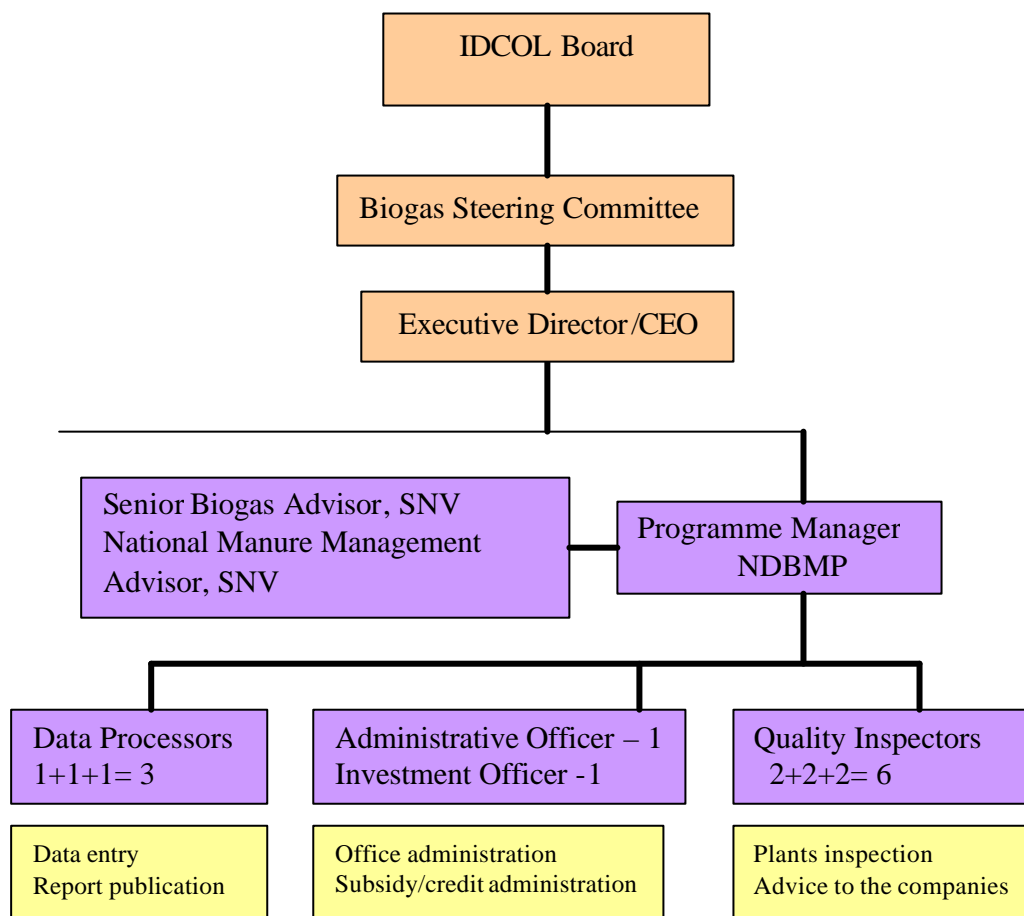 IDCOL Board
Biogas Steering Committee
Executive Director/CEO
Senior Biogas Advisor, SNV
National Manure Management
Advisor, SNV
Programme Manager
NDBMP
Data Processors
1+1+1= 3
Administrative Officer – 1
Investment Officer -1
Quality Inspectors
2+2+2= 6
Data entry
Report publication
Office administration
Subsidy/credit administration
Plants inspection
Advice to the companies